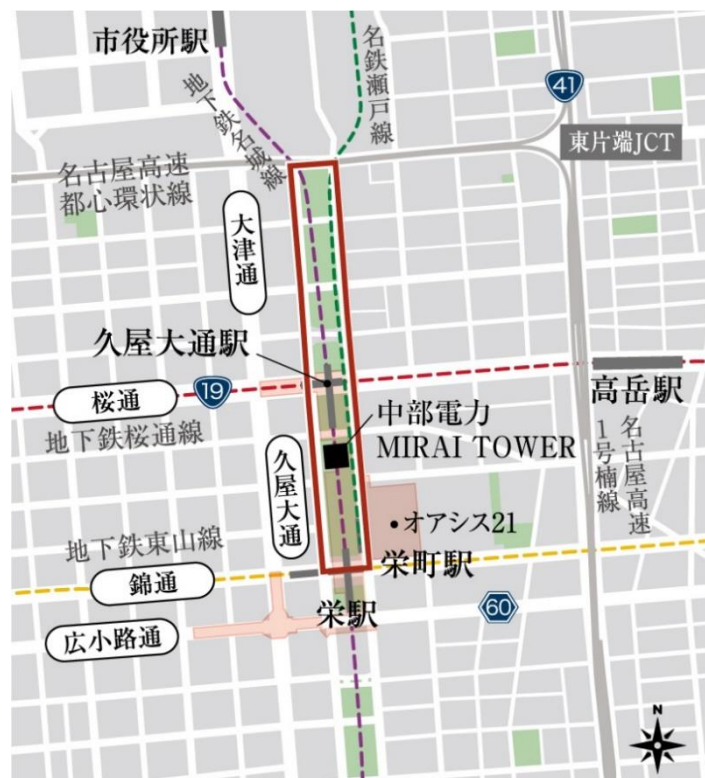 市役所駅
名鉄瀬戸線
地下鉄名城線
41
東片端JCT
名古屋高速
都心環状線
大津通
久屋大通駅
19
桜通
地下鉄桜通線
高岳駅
中部電力
MIRAI TOWER
久屋大通
名古屋高速
1号楠線
オアシス21
地下鉄東山線
錦通
栄町駅
栄駅
60
広小路通
N